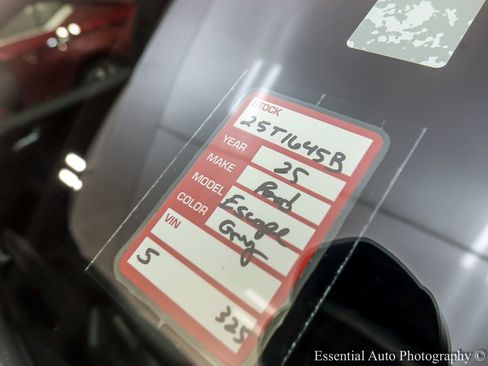 STOCK
25T1645B
YEAR 25
MAKE Ford
MODEL Escape
COLOR Gray
VIN
5 325
Essential Auto Photography ©